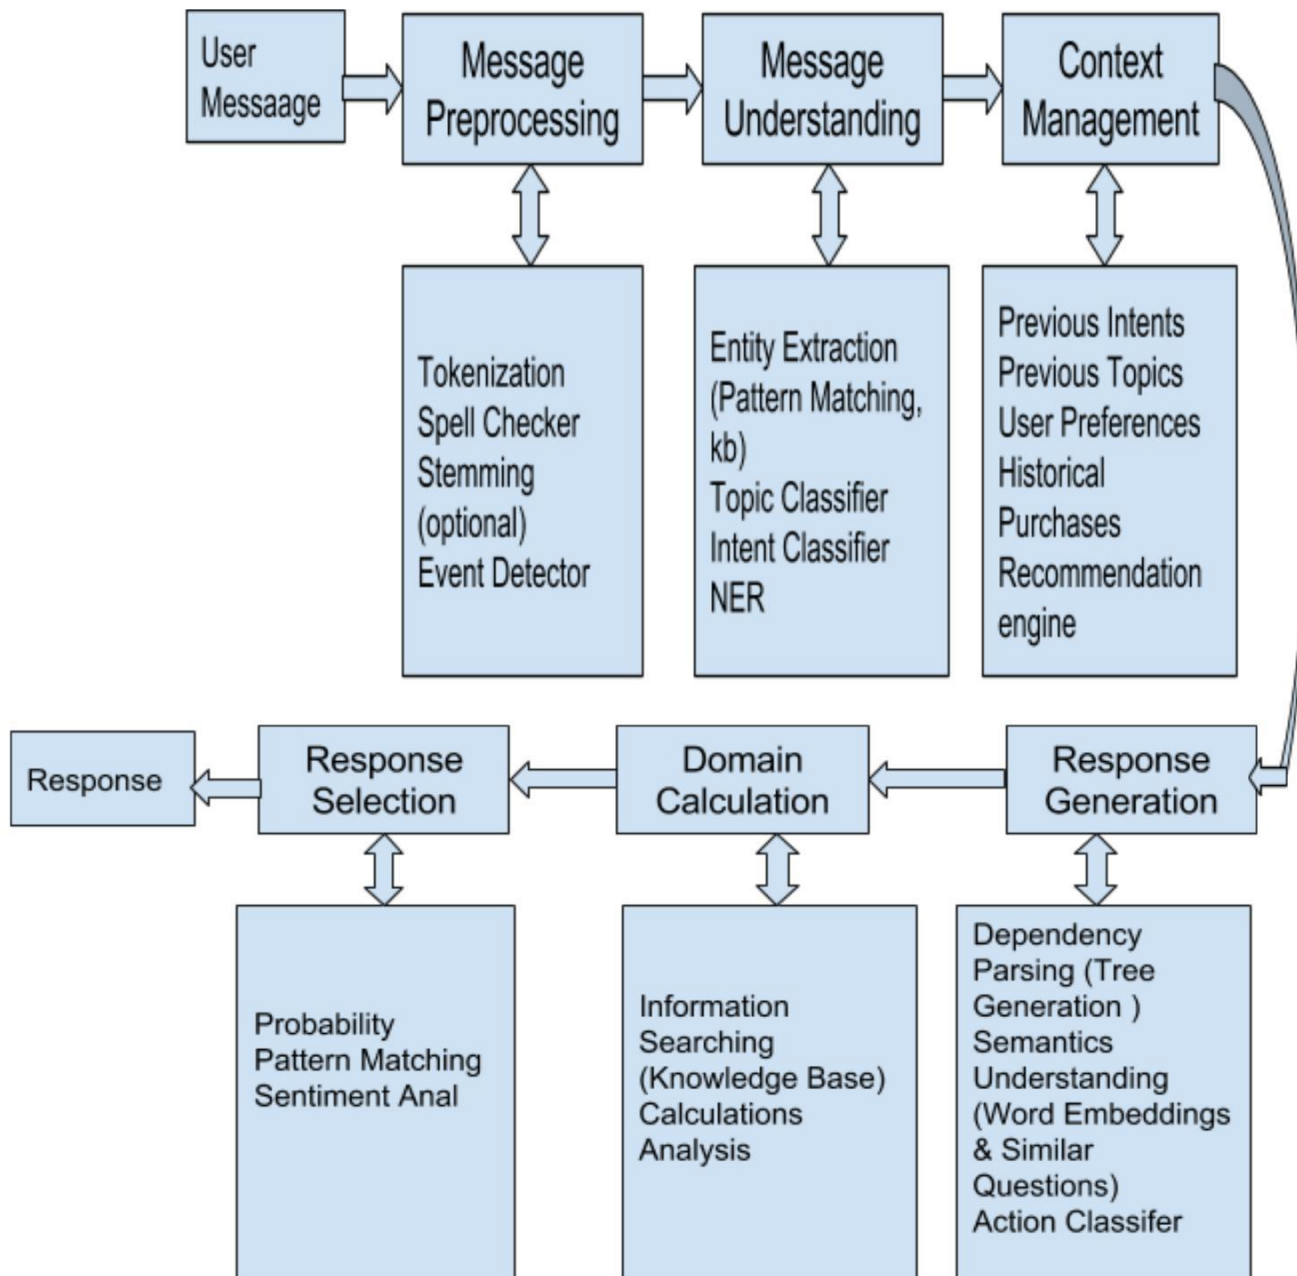 User
Messaage
Message
Preprocessing
Message
Understanding
Context
Management
Tokenization
Spell Checker
Stemming
(optional)
Event Detector
Entity Extraction
(Pattern Matching,
kb)
Topic Classifier
Intent Classifier
NER
Previous Intents
Previous Topics
User Preferences
Historical
Purchases
Recommendation
engine
Response
Response
Selection
Domain
Calculation
Response
Generation
Probability
Pattern Matching
Sentiment Anal
Information
Searching
(Knowledge Base)
Calculations
Analysis
Dependency
Parsing (Tree
Generation )
Semantics
Understanding
(Word Embeddings
& Similar
Questions)
Action Classifer